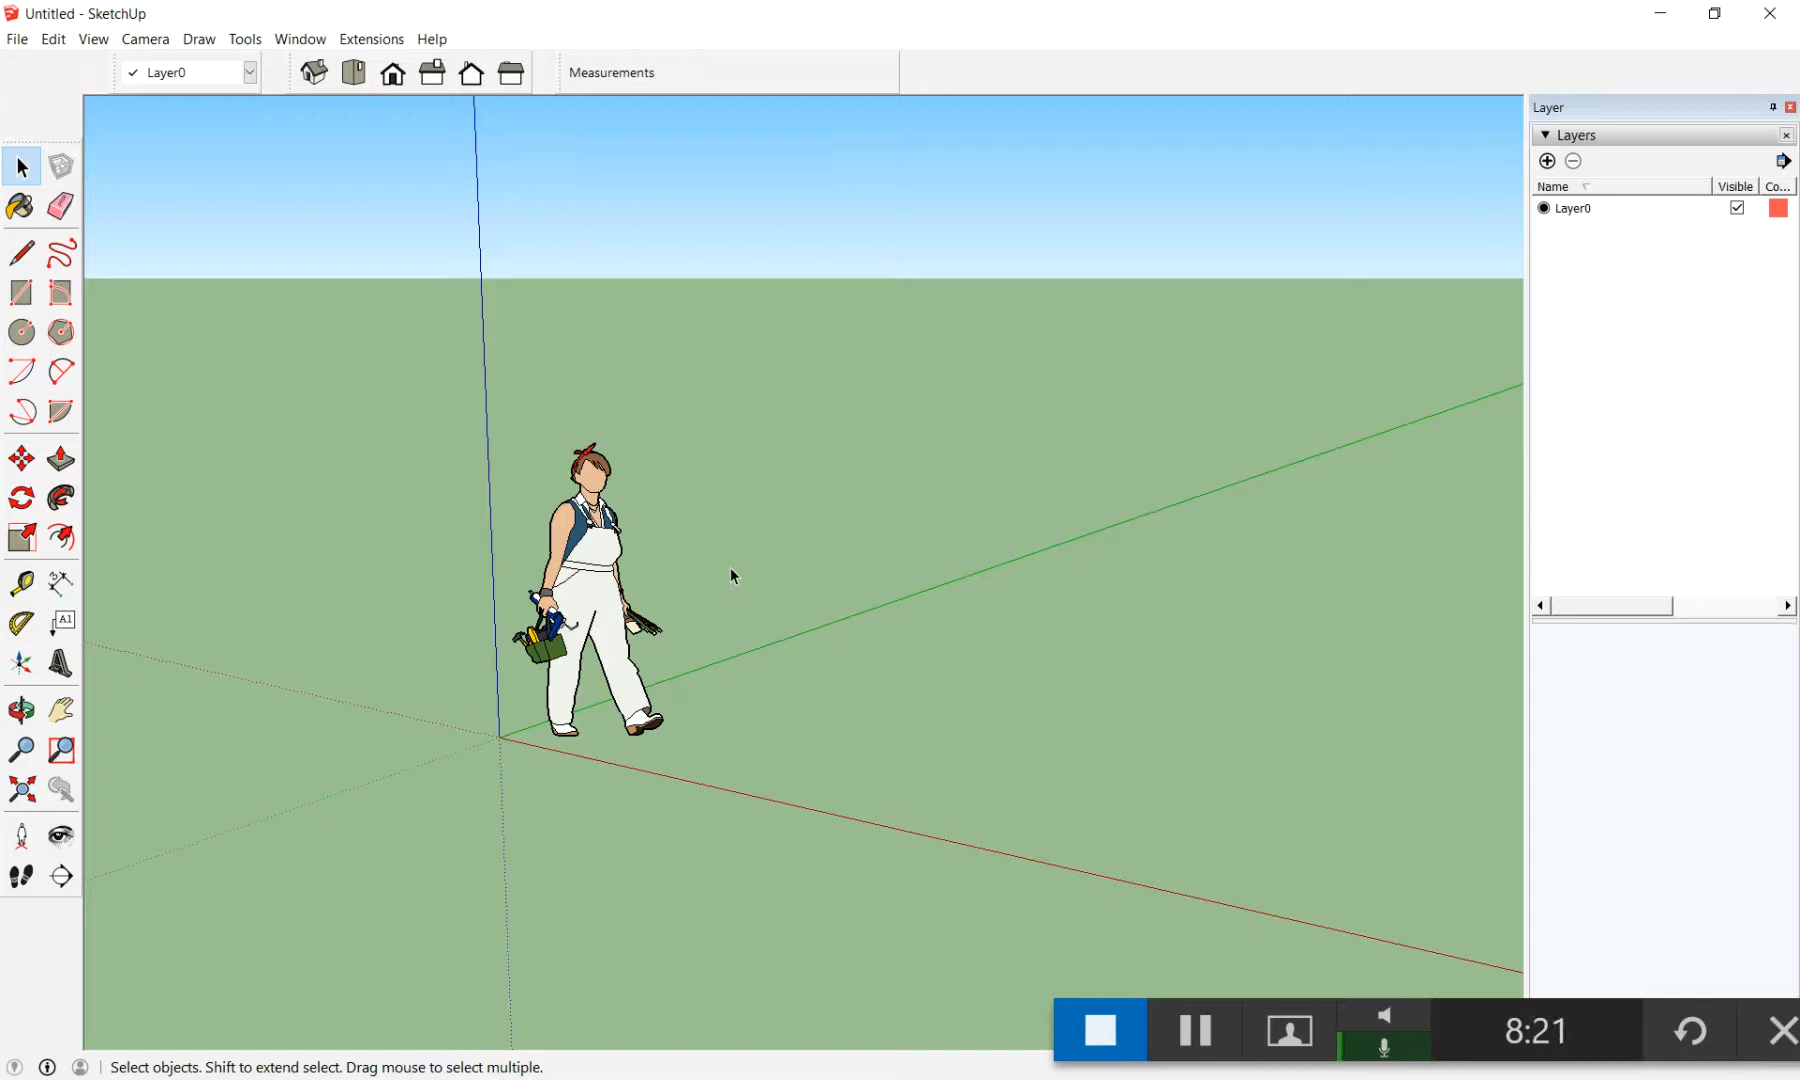 Untitled - SketchUp
File Edit View Camera Draw Tools Window Extensions Help
Layer0
Measurements
Layer
Layers
Name Visible Co...
Layer0
A1
8:21
Select objects. Shift to extend select. Drag mouse to select multiple.